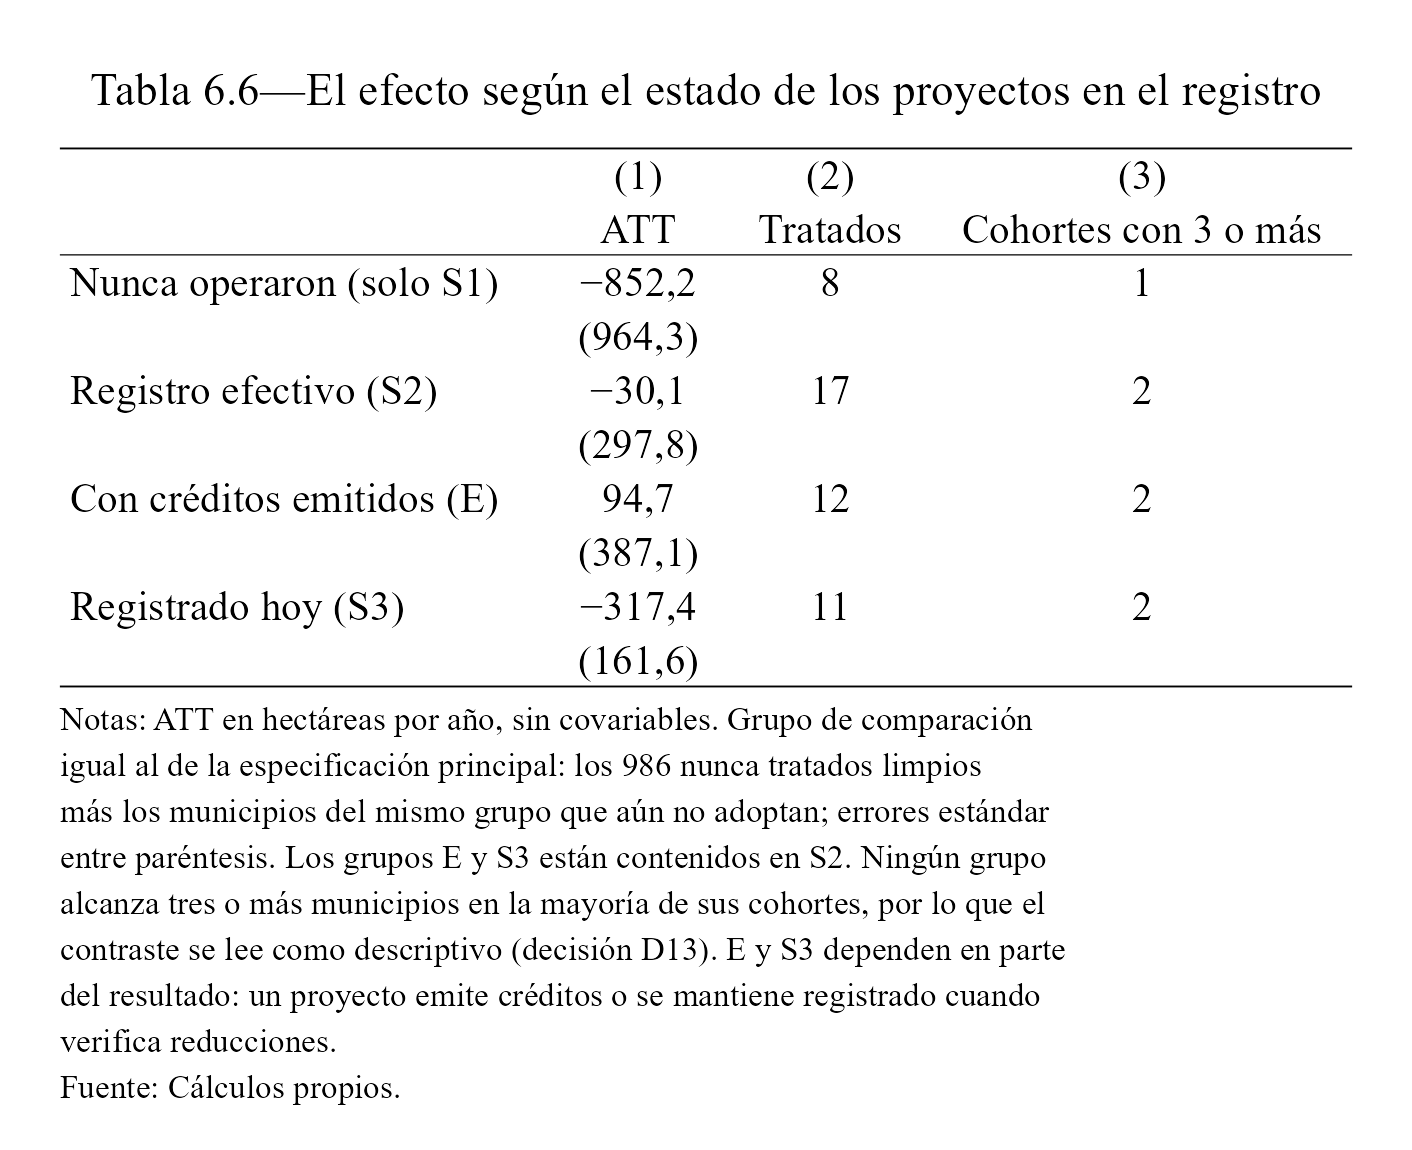 Tabla 6.6—El efecto según el estado de los proyectos en el registro
(1) (2) (3)
ATT Tratados Cohortes con 3 o más
Nunca operaron (solo S1) −852,2 8 1
(964,3)
Registro efectivo (S2) −30,1 17 2
(297,8)
Con créditos emitidos (E) 94,7 12 2
(387,1)
Registrado hoy (S3) −317,4 11 2
(161,6)
Notas: ATT en hectáreas por año, sin covariables. Grupo de comparación
igual al de la especificación principal: los 986 nunca tratados limpios
más los municipios del mismo grupo que aún no adoptan; errores estándar
entre paréntesis. Los grupos E y S3 están contenidos en S2. Ningún grupo
alcanza tres o más municipios en la mayoría de sus cohortes, por lo que el
contraste se lee como descriptivo (decisión D13). E y S3 dependen en parte
del resultado: un proyecto emite créditos o se mantiene registrado cuando
verifica reducciones.
Fuente: Cálculos propios.